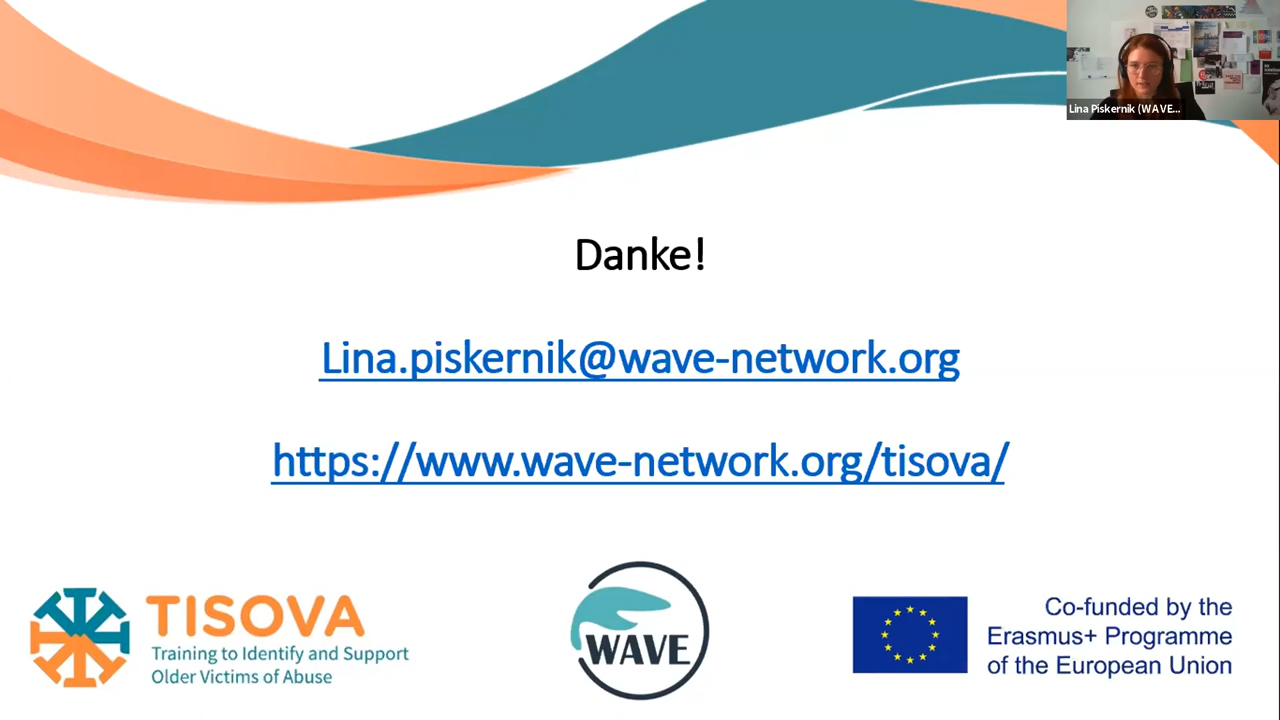 Lina Piskernik (WAVE...
Danke!
Lina.piskernik@wave-network.org
https://www.wave-network.org/tisova/
TISOVA
Training to Identify and Support
Older Victims of Abuse
WAVE
Co-funded by the
Erasmus+ Programme
of the European Union